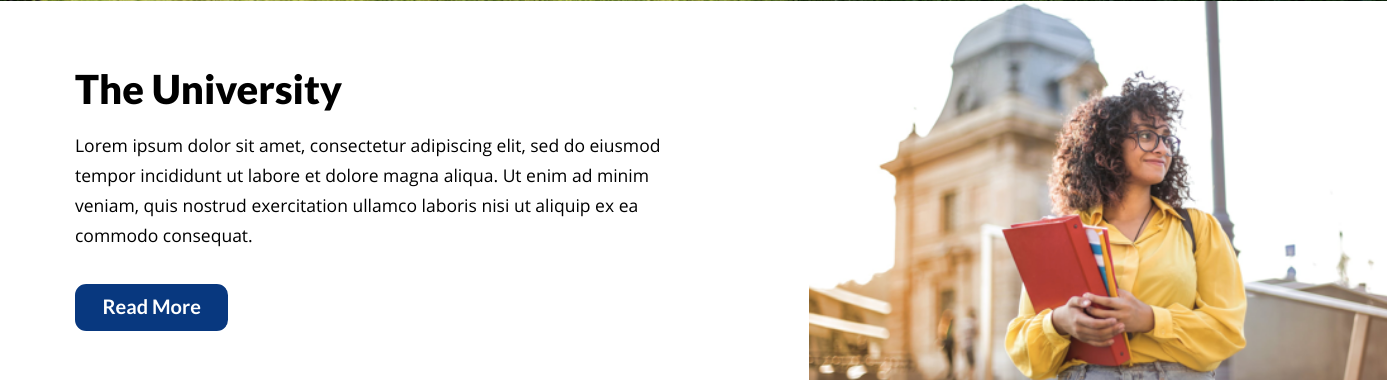 The University
Lorem ipsum dolor sit amet, consectetur adipiscing elit, sed do eiusmod
tempor incididunt ut labore et dolore magna aliqua. Ut enim ad minim
veniam, quis nostrud exercitation ullamco laboris nisi ut aliquip ex ea
commodo consequat.
Read More